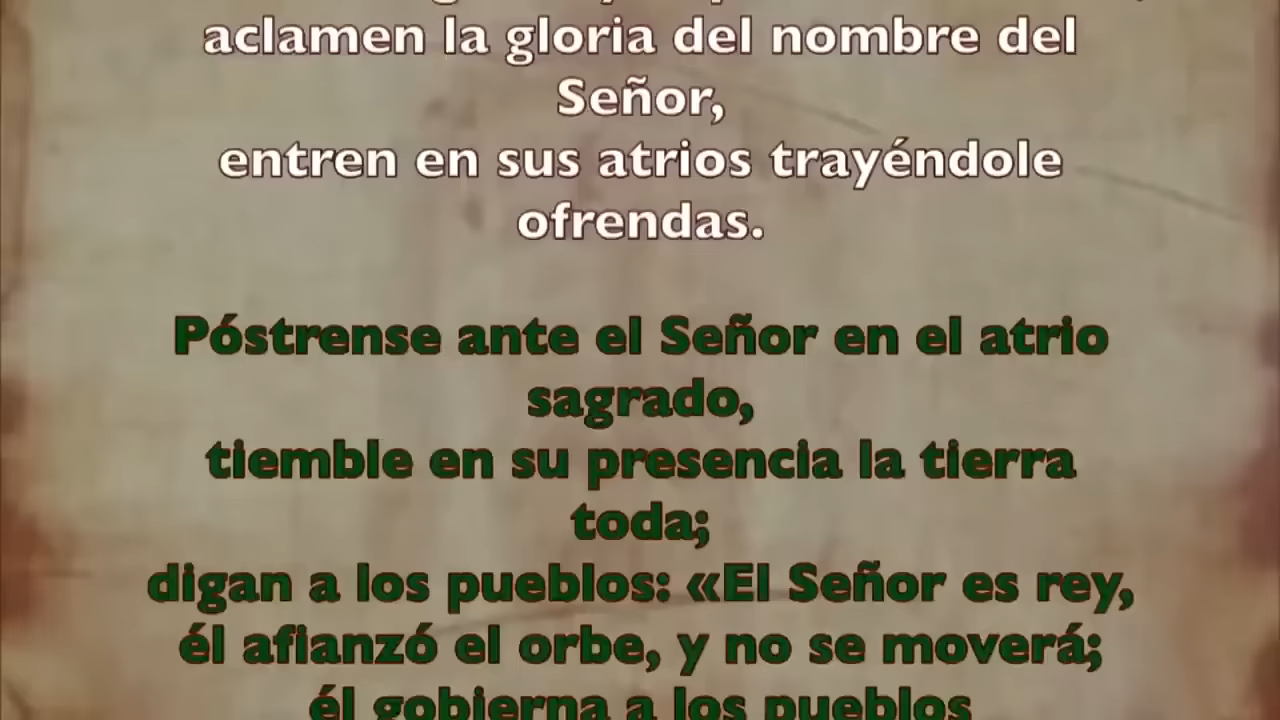 aclamen la gloria del nombre del
Señor,
entren en sus atrios trayéndole
ofrendas.
Póstrense ante el Señor en el atrio
sagrado,
tiemble en su presencia la tierra
toda;
digan a los pueblos: «El Señor es rey,
él afianzó el orbe, y no se moverá;
él gobierna a los pueblos